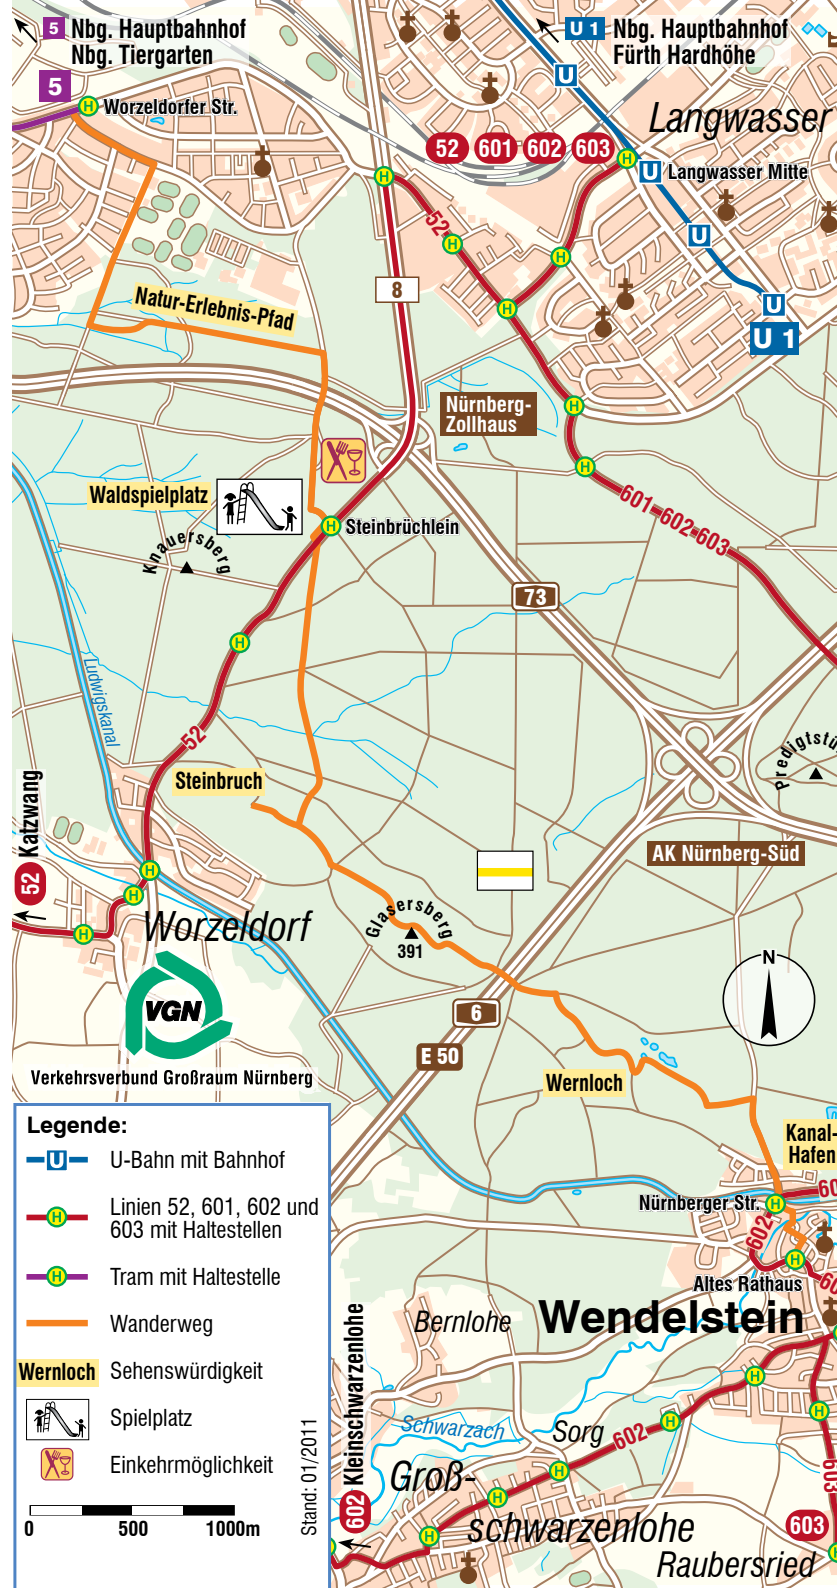 5 Nbg. Hauptbahnhof
Nbg. Tiergarten
U 1 Nbg. Hauptbahnhof
Fürth Hardhöhe
U
5
H Worzeldorfer Str.
Langwasser
52 601 602 603
H
U Langwasser Mitte
H
52
H
H
U
8
Natur-Erlebnis-Pfad
H
U
U 1
Nürnberg-
Zollhaus
H
H
Waldspielplatz
601-602-603
H Steinbrüchlein
Knauersberg
73
H
Ludwigskanal
52
Predigtstu
Steinbruch
52 Katzwang
AK Nürnberg-Süd
H
H
H
Worzeldorf
Glasersberg
391
N
VGN
6
E 50
Verkehrsverbund Großraum Nürnberg
Wernloch
Kanal-
Hafen
Nürnberger Str. H
60
602
H
Altes Rathaus
60
Bernlohe
Wendelstein
H
H
Schwarzach
Sorg
602
H
H
Groß-
schwarzenlohe
H
H
603
603
H
Raubersried
602 Kleinschwarzenlohe
Legende:
U U-Bahn mit Bahnhof
H Linien 52, 601, 602 und
603 mit Haltestellen
H Tram mit Haltestelle
Wanderweg
Wernloch Sehenswürdigkeit
Spielplatz
Einkehrmöglichkeit
0 500 1000m
Stand: 01/2011